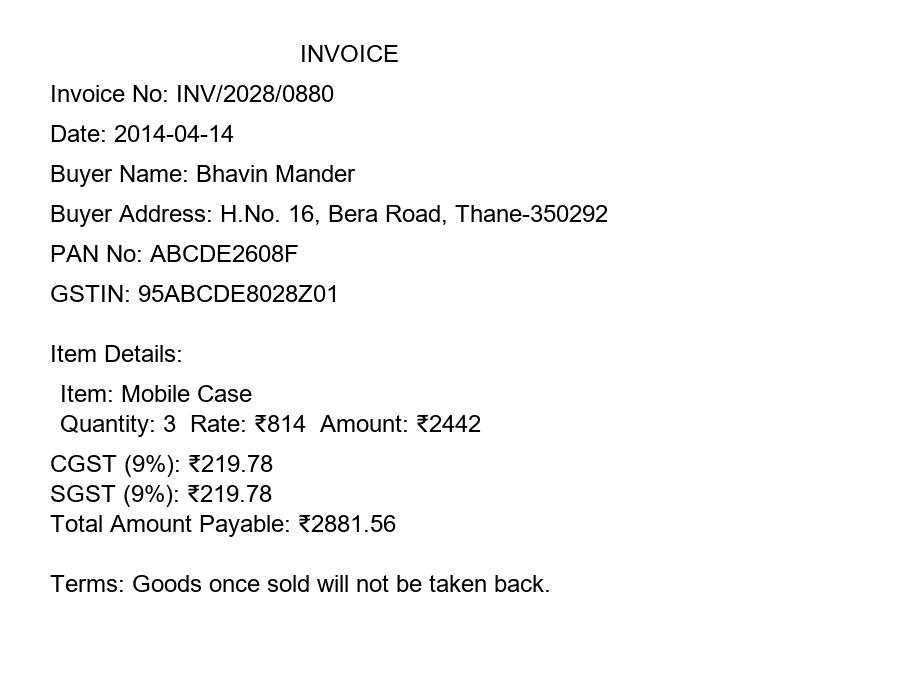 INVOICE
Invoice No: INV/2028/0880
Date: 2014-04-14
Buyer Name: Bhavin Mander
Buyer Address: H.No. 16, Bera Road, Thane-350292
PAN No: ABCDE2608F
GSTIN: 95ABCDE8028Z01
Item Details:
Item: Mobile Case
Quantity: 3 Rate: ₹814 Amount: ₹2442
CGST (9%): ₹219.78
SGST (9%): ₹219.78
Total Amount Payable: ₹2881.56
Terms: Goods once sold will not be taken back.